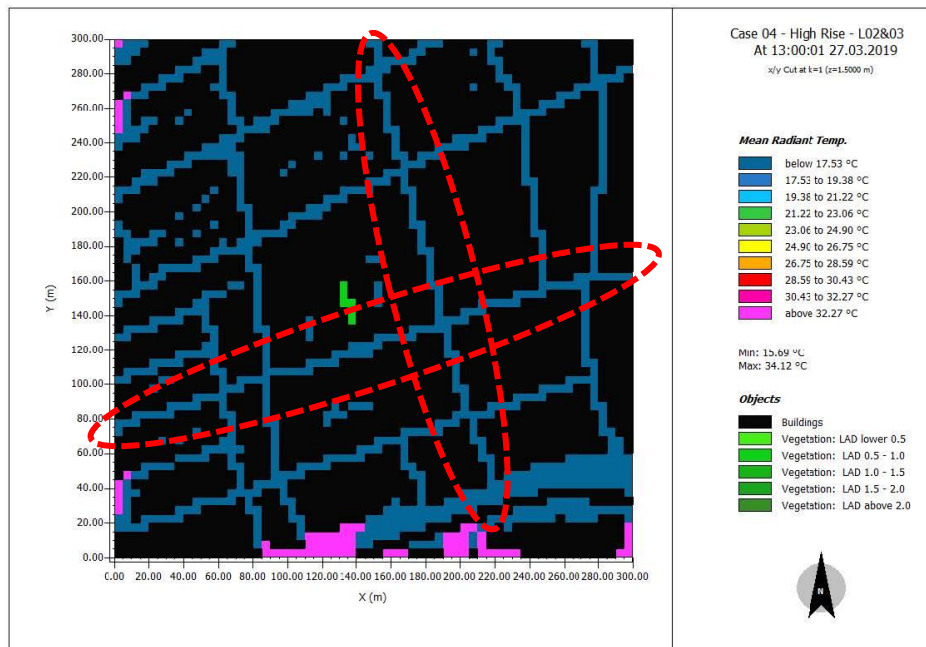 Case 04 - High Rise - L02&03
At 13:00:01 27.03.2019
x/y Cut at k=1 (z=1.5000 m)
300.00
280.00
260.00
240.00
220.00
200.00
180.00
160.00
140.00
120.00
100.00
80.00
60.00
40.00
20.00
0.00
Y (m)
0.00 20.00 40.00 60.00 80.00 100.00 120.00 140.00 160.00 180.00 200.00 220.00 240.00 260.00 280.00 300.00
X (m)
Mean Radiant Temp.
below 17.53 °C
17.53 to 19.38 °C
19.38 to 21.22 °C
21.22 to 23.06 °C
23.06 to 24.90 °C
24.90 to 26.75 °C
26.75 to 28.59 °C
28.59 to 30.43 °C
30.43 to 32.27 °C
above 32.27 °C
Min: 15.69 °C
Max: 34.12 °C
Objects
Buildings
Vegetation: LAD lower 0.5
Vegetation: LAD 0.5 - 1.0
Vegetation: LAD 1.0 - 1.5
Vegetation: LAD 1.5 - 2.0
Vegetation: LAD above 2.0
N